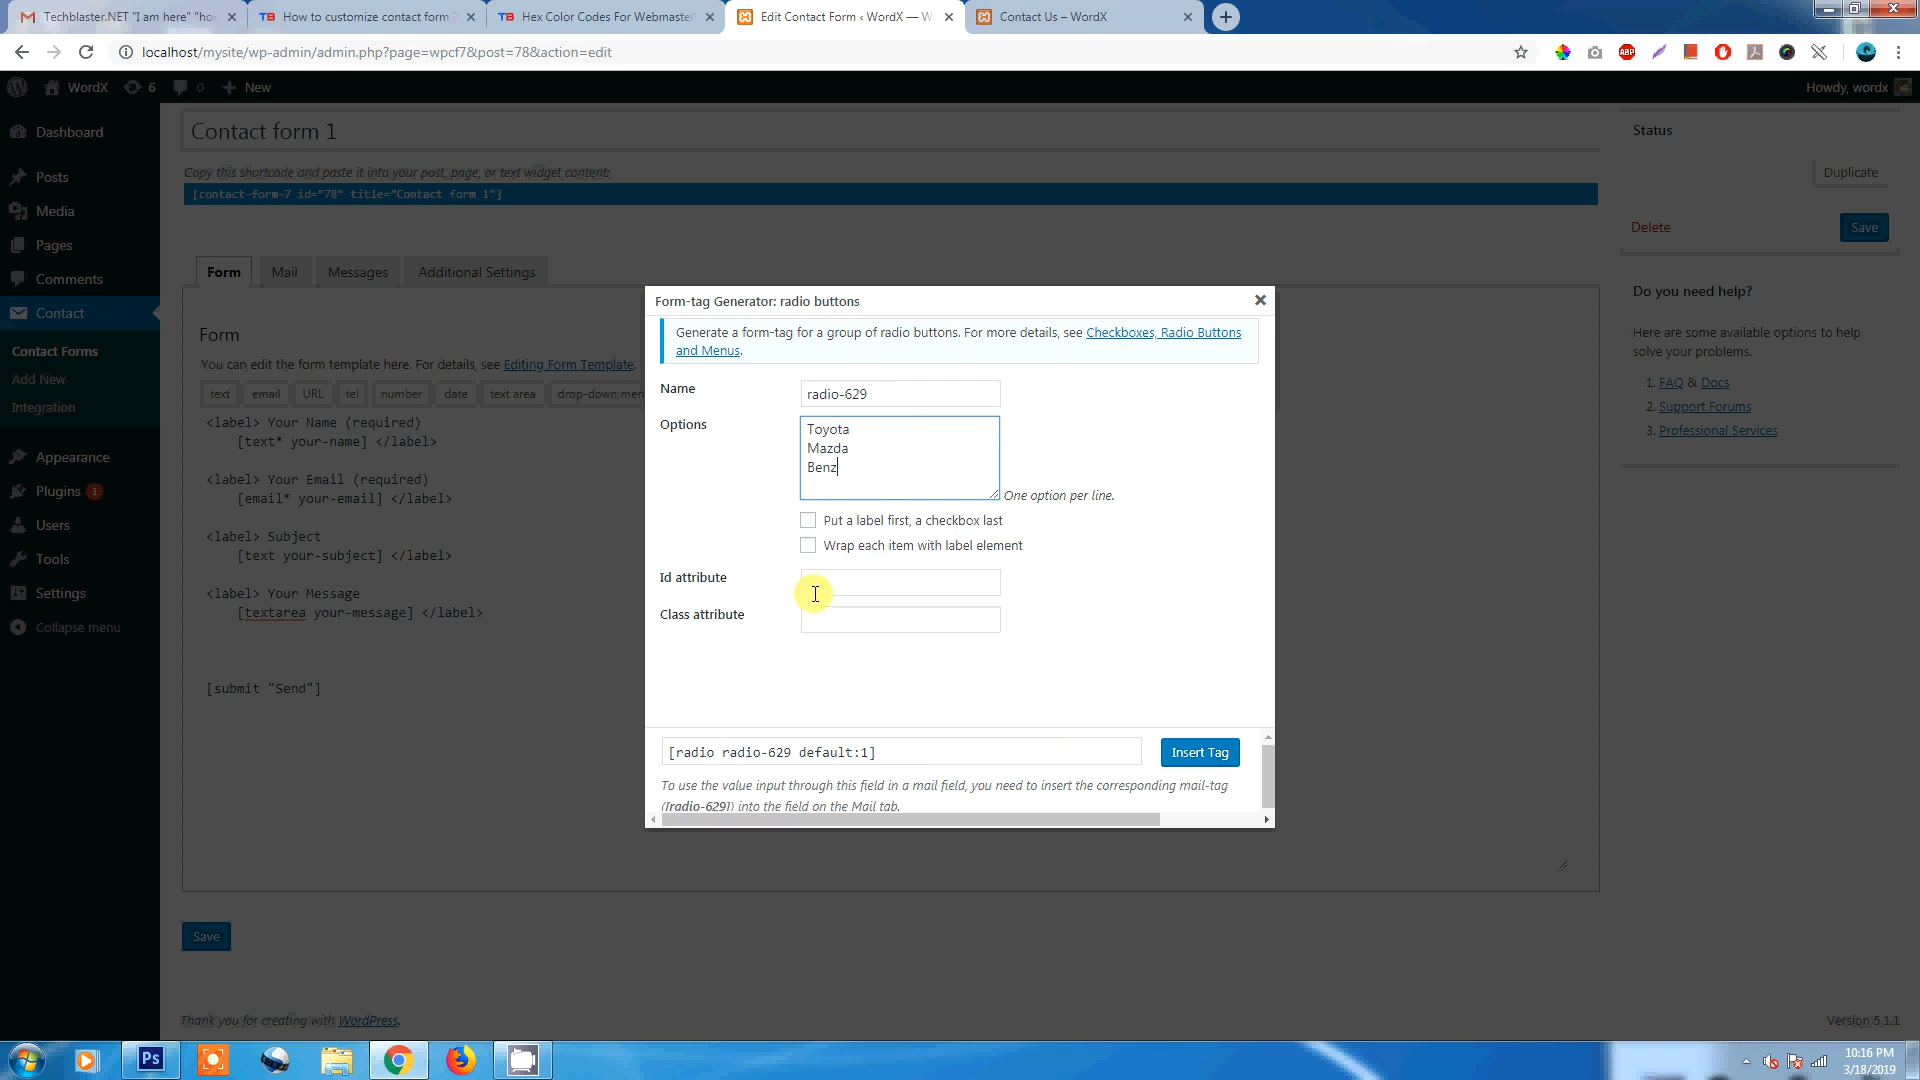 Techblaster.NET "I am here" "ho
How to customize contact form
Hex Color Codes For Webmaster
Edit Contact Form ‹ WordX — W
Contact Us – WordX
localhost/mysite/wp-admin/admin.php?page=wpcf7&post=78&action=edit
WordX
6
0
New
Howdy, wordx
Dashboard
Posts
Media
Pages
Comments
Contact
Contact Forms
Add New
Integration
Appearance
Plugins 1
Users
Tools
Settings
Collapse menu
Contact form 1
Copy this shortcode and paste it into your post, page, or text widget content:
[contact-form-7 id="78" title="Contact form 1"]
Form
Mail
Messages
Additional Settings
Form
You can edit the form template here. For details, see Editing Form Template.
text
email
URL
tel
number
date
text area
drop-down men
<label> Your Name (required)
[text* your-name] </label>
<label> Your Email (required)
[email* your-email] </label>
<label> Subject
[text your-subject] </label>
<label> Your Message
[textarea your-message] </label>
[submit "Send"]
Save
Thank you for creating with WordPress.
Version 5.1.1
Form-tag Generator: radio buttons
Generate a form-tag for a group of radio buttons. For more details, see Checkboxes, Radio Buttons
and Menus.
Name
radio-629
Options
Toyota
Mazda
Benz
One option per line.
Put a label first, a checkbox last
Wrap each item with label element
Id attribute
Class attribute
[radio radio-629 default:1]
Insert Tag
To use the value input through this field in a mail field, you need to insert the corresponding mail-tag
([radio-629]) into the field on the Mail tab.
Status
Duplicate
Delete
Save
Do you need help?
Here are some available options to help
solve your problems.
1. FAQ & Docs
2. Support Forums
3. Professional Services
ABP
Ps
10:16 PM
3/18/2019